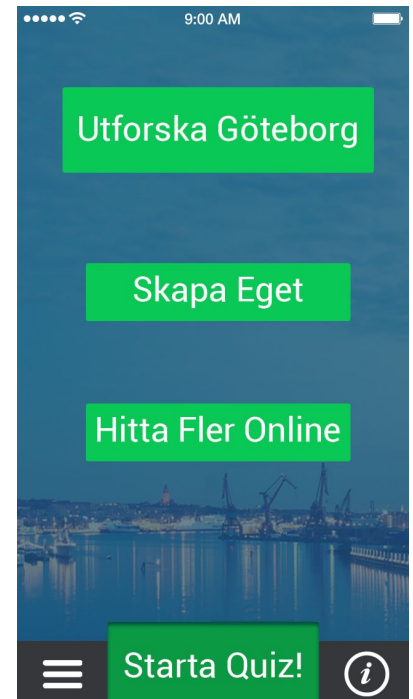 9:00 AM
Utforska Göteborg
Skapa Eget
Hitta Fler Online
Starta Quiz!
i